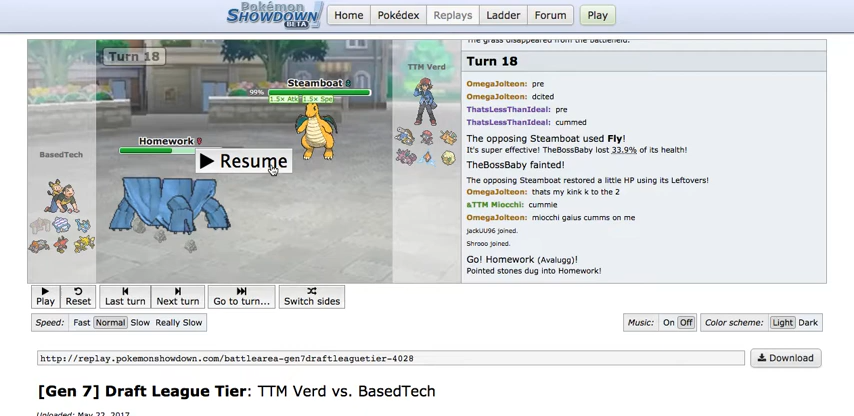 Pokémon
SHOWDOWN!
BETA
Home
Pokédex
Replays
Ladder
Forum
Play
Turn 18
Steamboat
99%
1.5× Atk
1.5× Spe
TTM Verd
Homework
Resume
BasedTech
The grass disappeared from the battlefield.
Turn 18
OmegaJolteon: pre
OmegaJolteon: dcited
ThatsLessThanIdeal: pre
ThatsLessThanIdeal: cummed
The opposing Steamboat used Fly!
It's super effective! TheBossBaby lost 33.9% of its health!
TheBossBaby fainted!
The opposing Steamboat restored a little HP using its Leftovers!
OmegaJolteon: thats my kink k to the 2
&TTM Miocchi: cummie
OmegaJolteon: miocchi gaius cumms on me
JackUU96 joined.
Shrooo joined.
Go! Homework (Avalugg)!
Pointed stones dug into Homework!
Play
Reset
Last turn
Next turn
Go to turn...
Switch sides
Speed: Fast Normal Slow Really Slow
Music: On Off
Color scheme: Light Dark
http://replay.pokemonshowdown.com/battlearea-gen7draftleaguetier-4028
Download
[Gen 7] Draft League Tier: TTM Verd vs. BasedTech
Uploaded: May 22, 2017